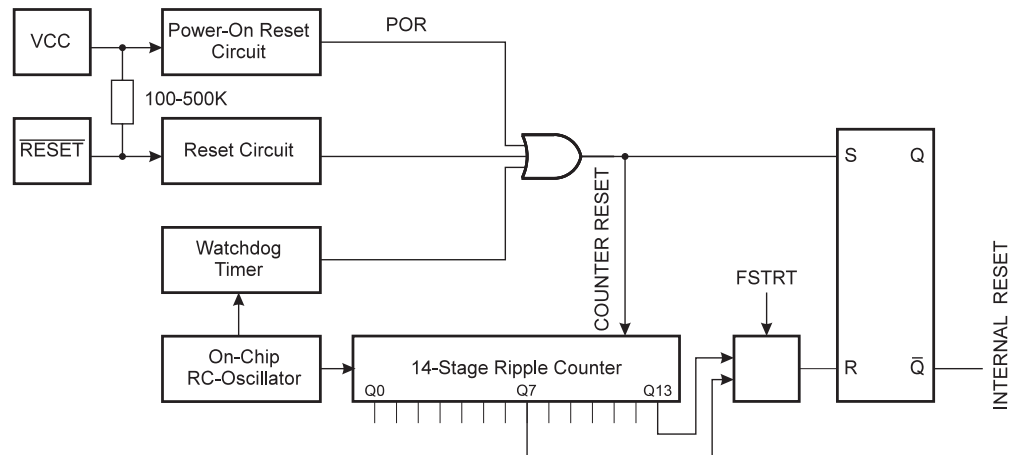 VCC
Power-On Reset
Circuit
POR
100-500K
RESET
Reset Circuit
S
Q
COUNTER RESET
Watchdog
Timer
FSTRT
On-Chip
RC-Oscillator
14-Stage Ripple Counter
Q0
Q7
Q13
R
Q̅
INTERNAL RESET